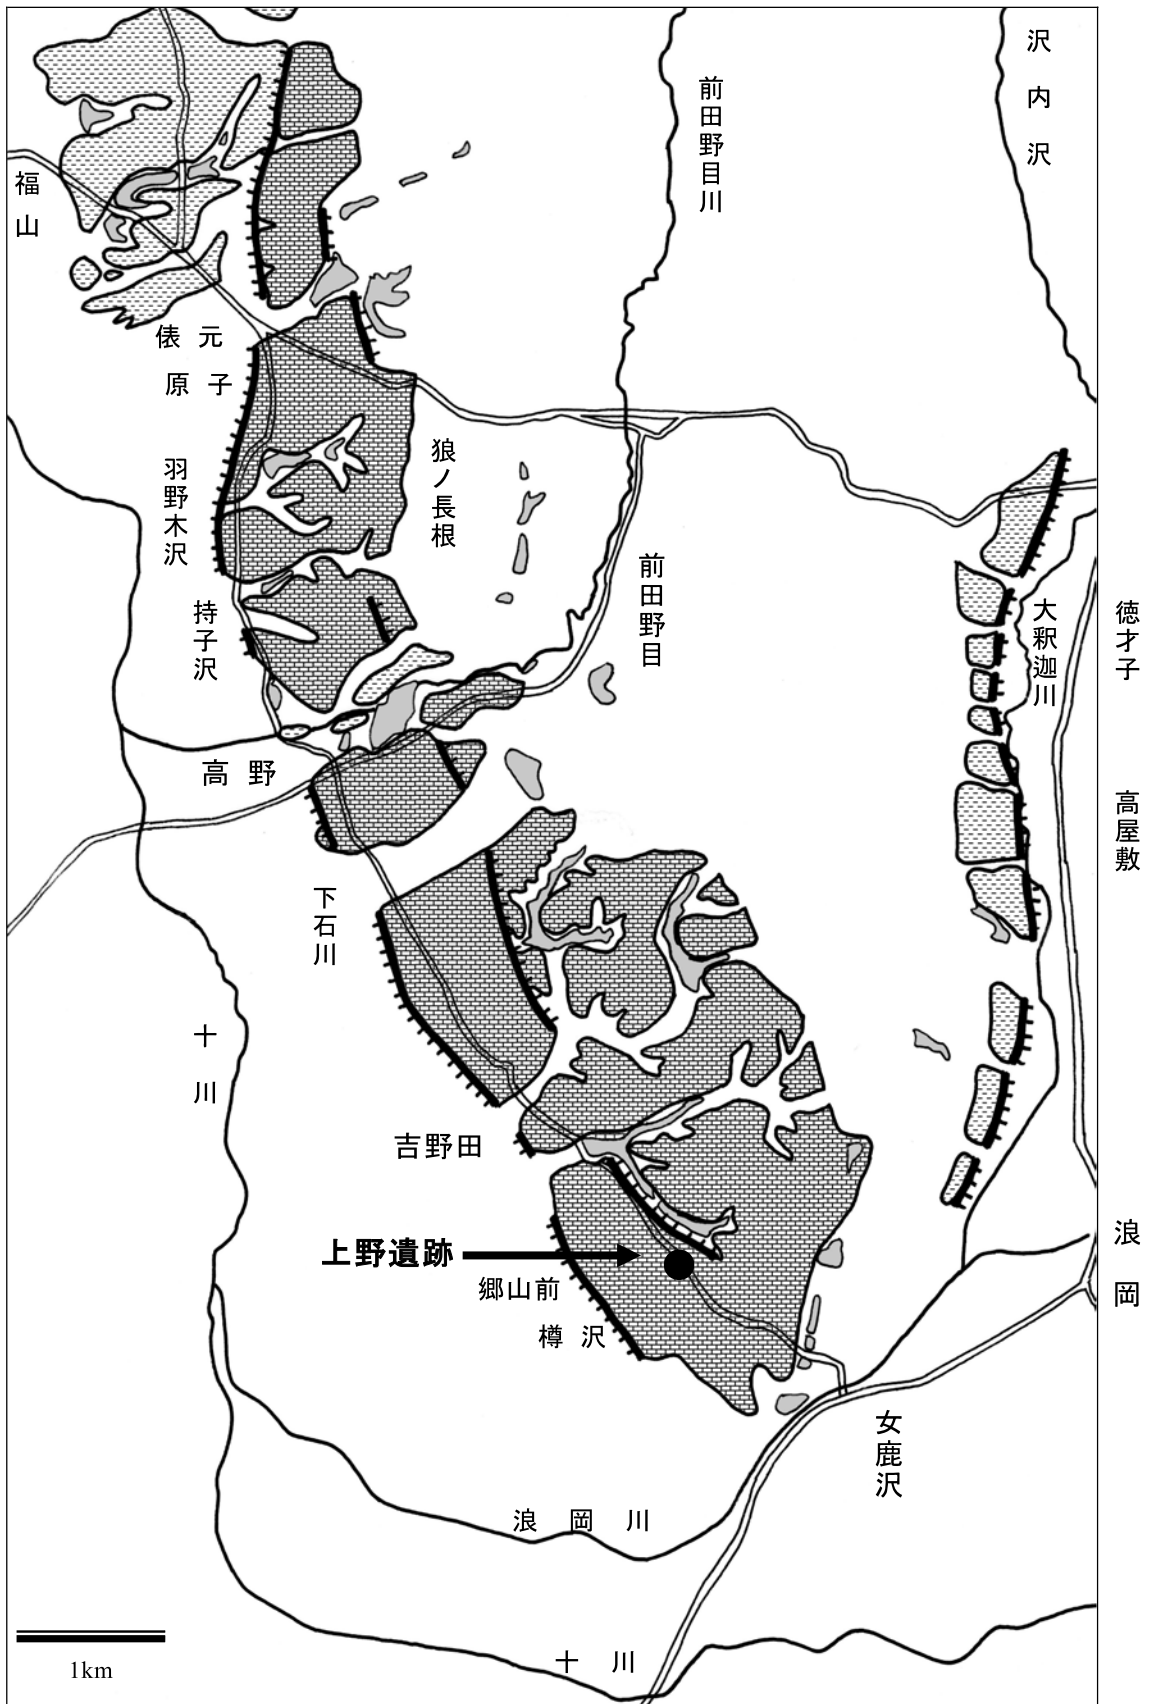 沢内沢
前田野目川
福山
俵元
原子
狼ノ長根
羽野木沢
前田野目
持子沢
大釈迦川
徳才子
高野
高屋敷
下石川
十川
吉野田
浪岡
上野遺跡
郷山前
樽沢
女鹿沢
浪岡川
十川
1km